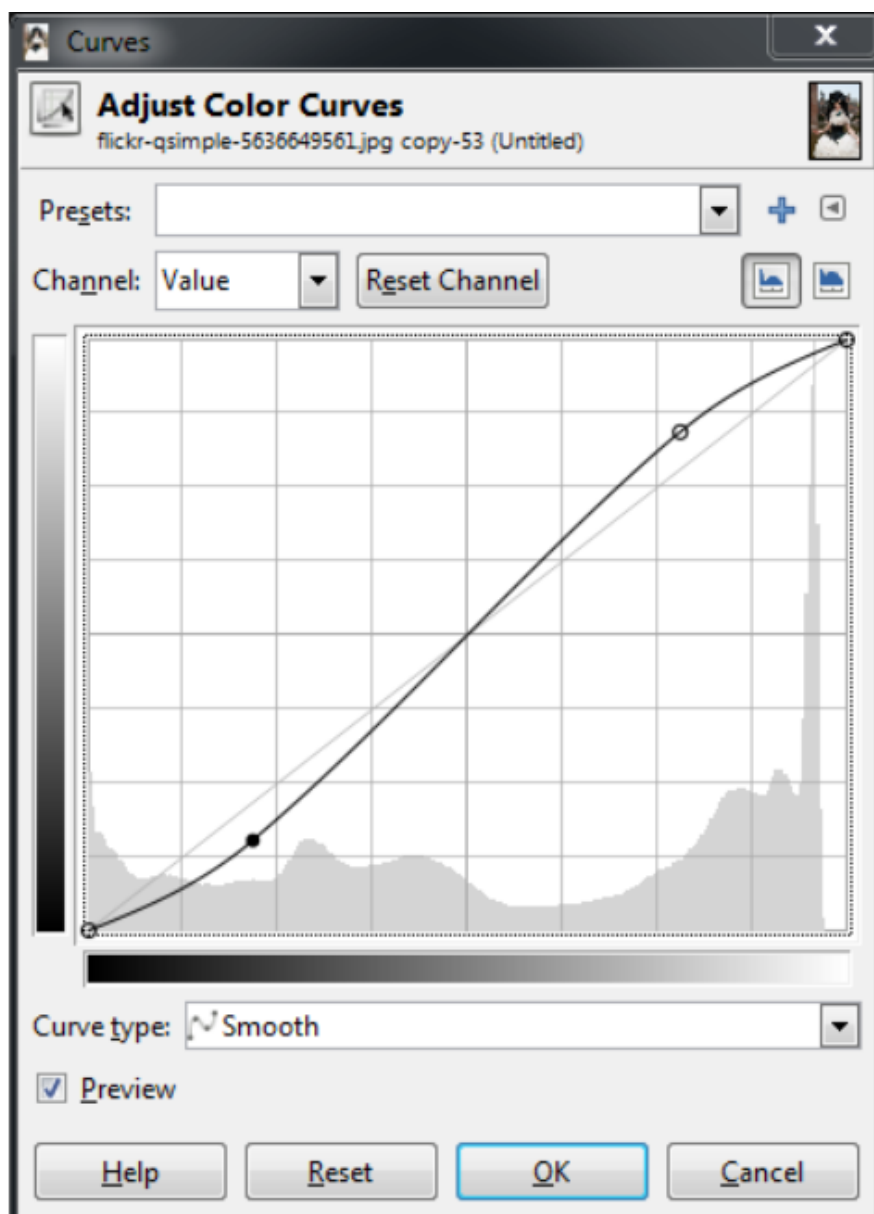 Curves
Adjust Color Curves
flickr-qsimple-5636649561.jpg copy-53 (Untitled)
Presets:
Channel: Value Reset Channel
Curve type: Smooth
Preview
Help Reset OK Cancel